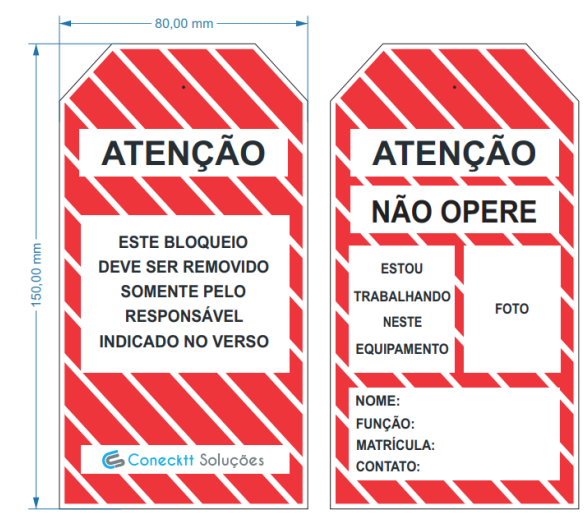 80,00 mm
150,00 mm
ATENÇÃO
ESTE BLOQUEIO
DEVE SER REMOVIDO
SOMENTE PELO
RESPONSÁVEL
INDICADO NO VERSO
Conecktt Soluções
ATENÇÃO
NÃO OPERE
ESTOU
TRABALHANDO
NESTE
EQUIPAMENTO
FOTO
NOME:
FUNÇÃO:
MATRÍCULA:
CONTATO: